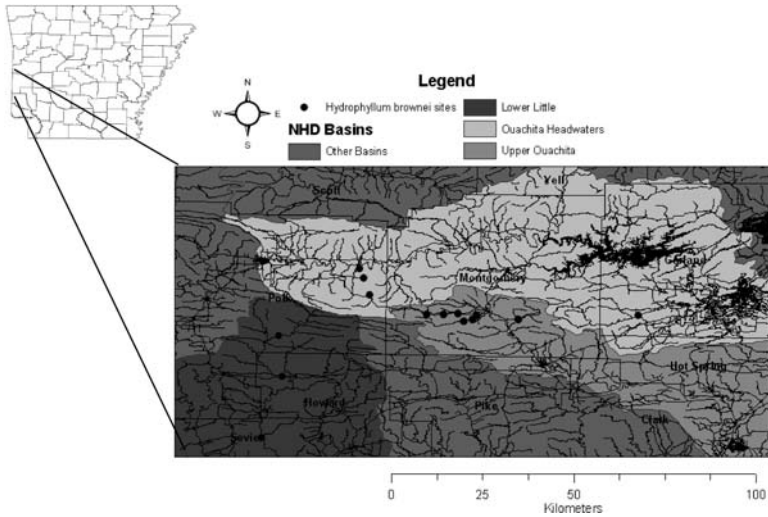 Legend
N
W E
S
Hydrophyllum brownei sites
Lower Little
NHD Basins
Ouachita Headwaters
Other Basins
Upper Ouachita
Scott
Yell
Garland
Montgomery
Polk
Hot Spring
Howard
Pike
Clark
Sevier
0 25 50 100
Kilometers